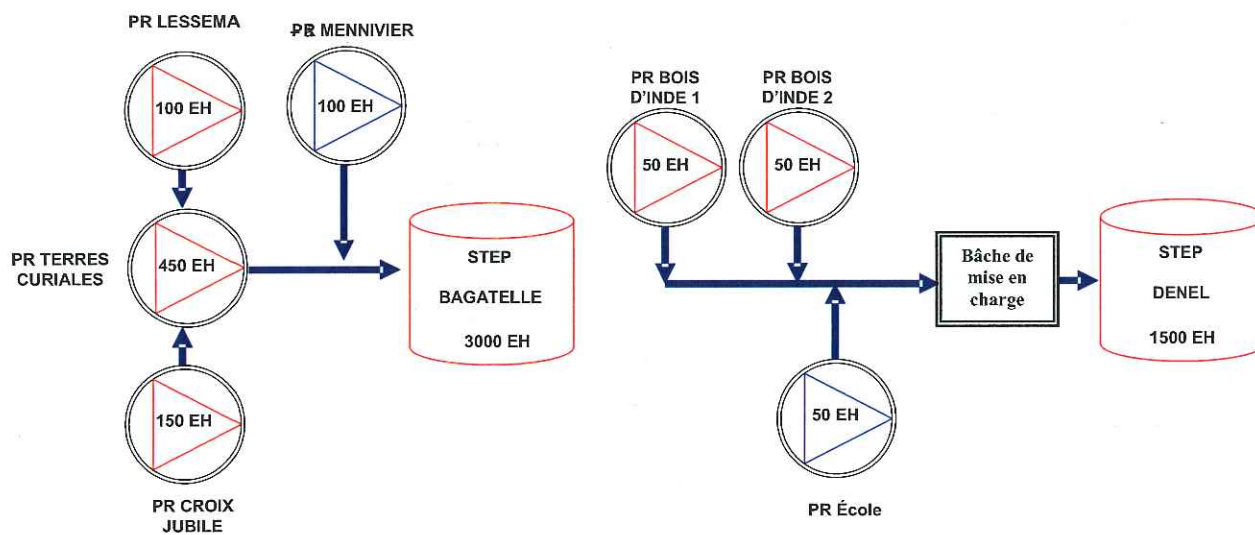 PR LESSEMA
100 EH
PR MENNIVIER
100 EH
PR TERRES
CURIALES
450 EH
150 EH
PR CROIX
JUBILE
STEP
BAGATELLE
3000 EH
PR BOIS
D'INDE 1
50 EH
PR BOIS
D'INDE 2
50 EH
50 EH
PR École
Bâche de
mise en
charge
STEP
DENEL
1500 EH